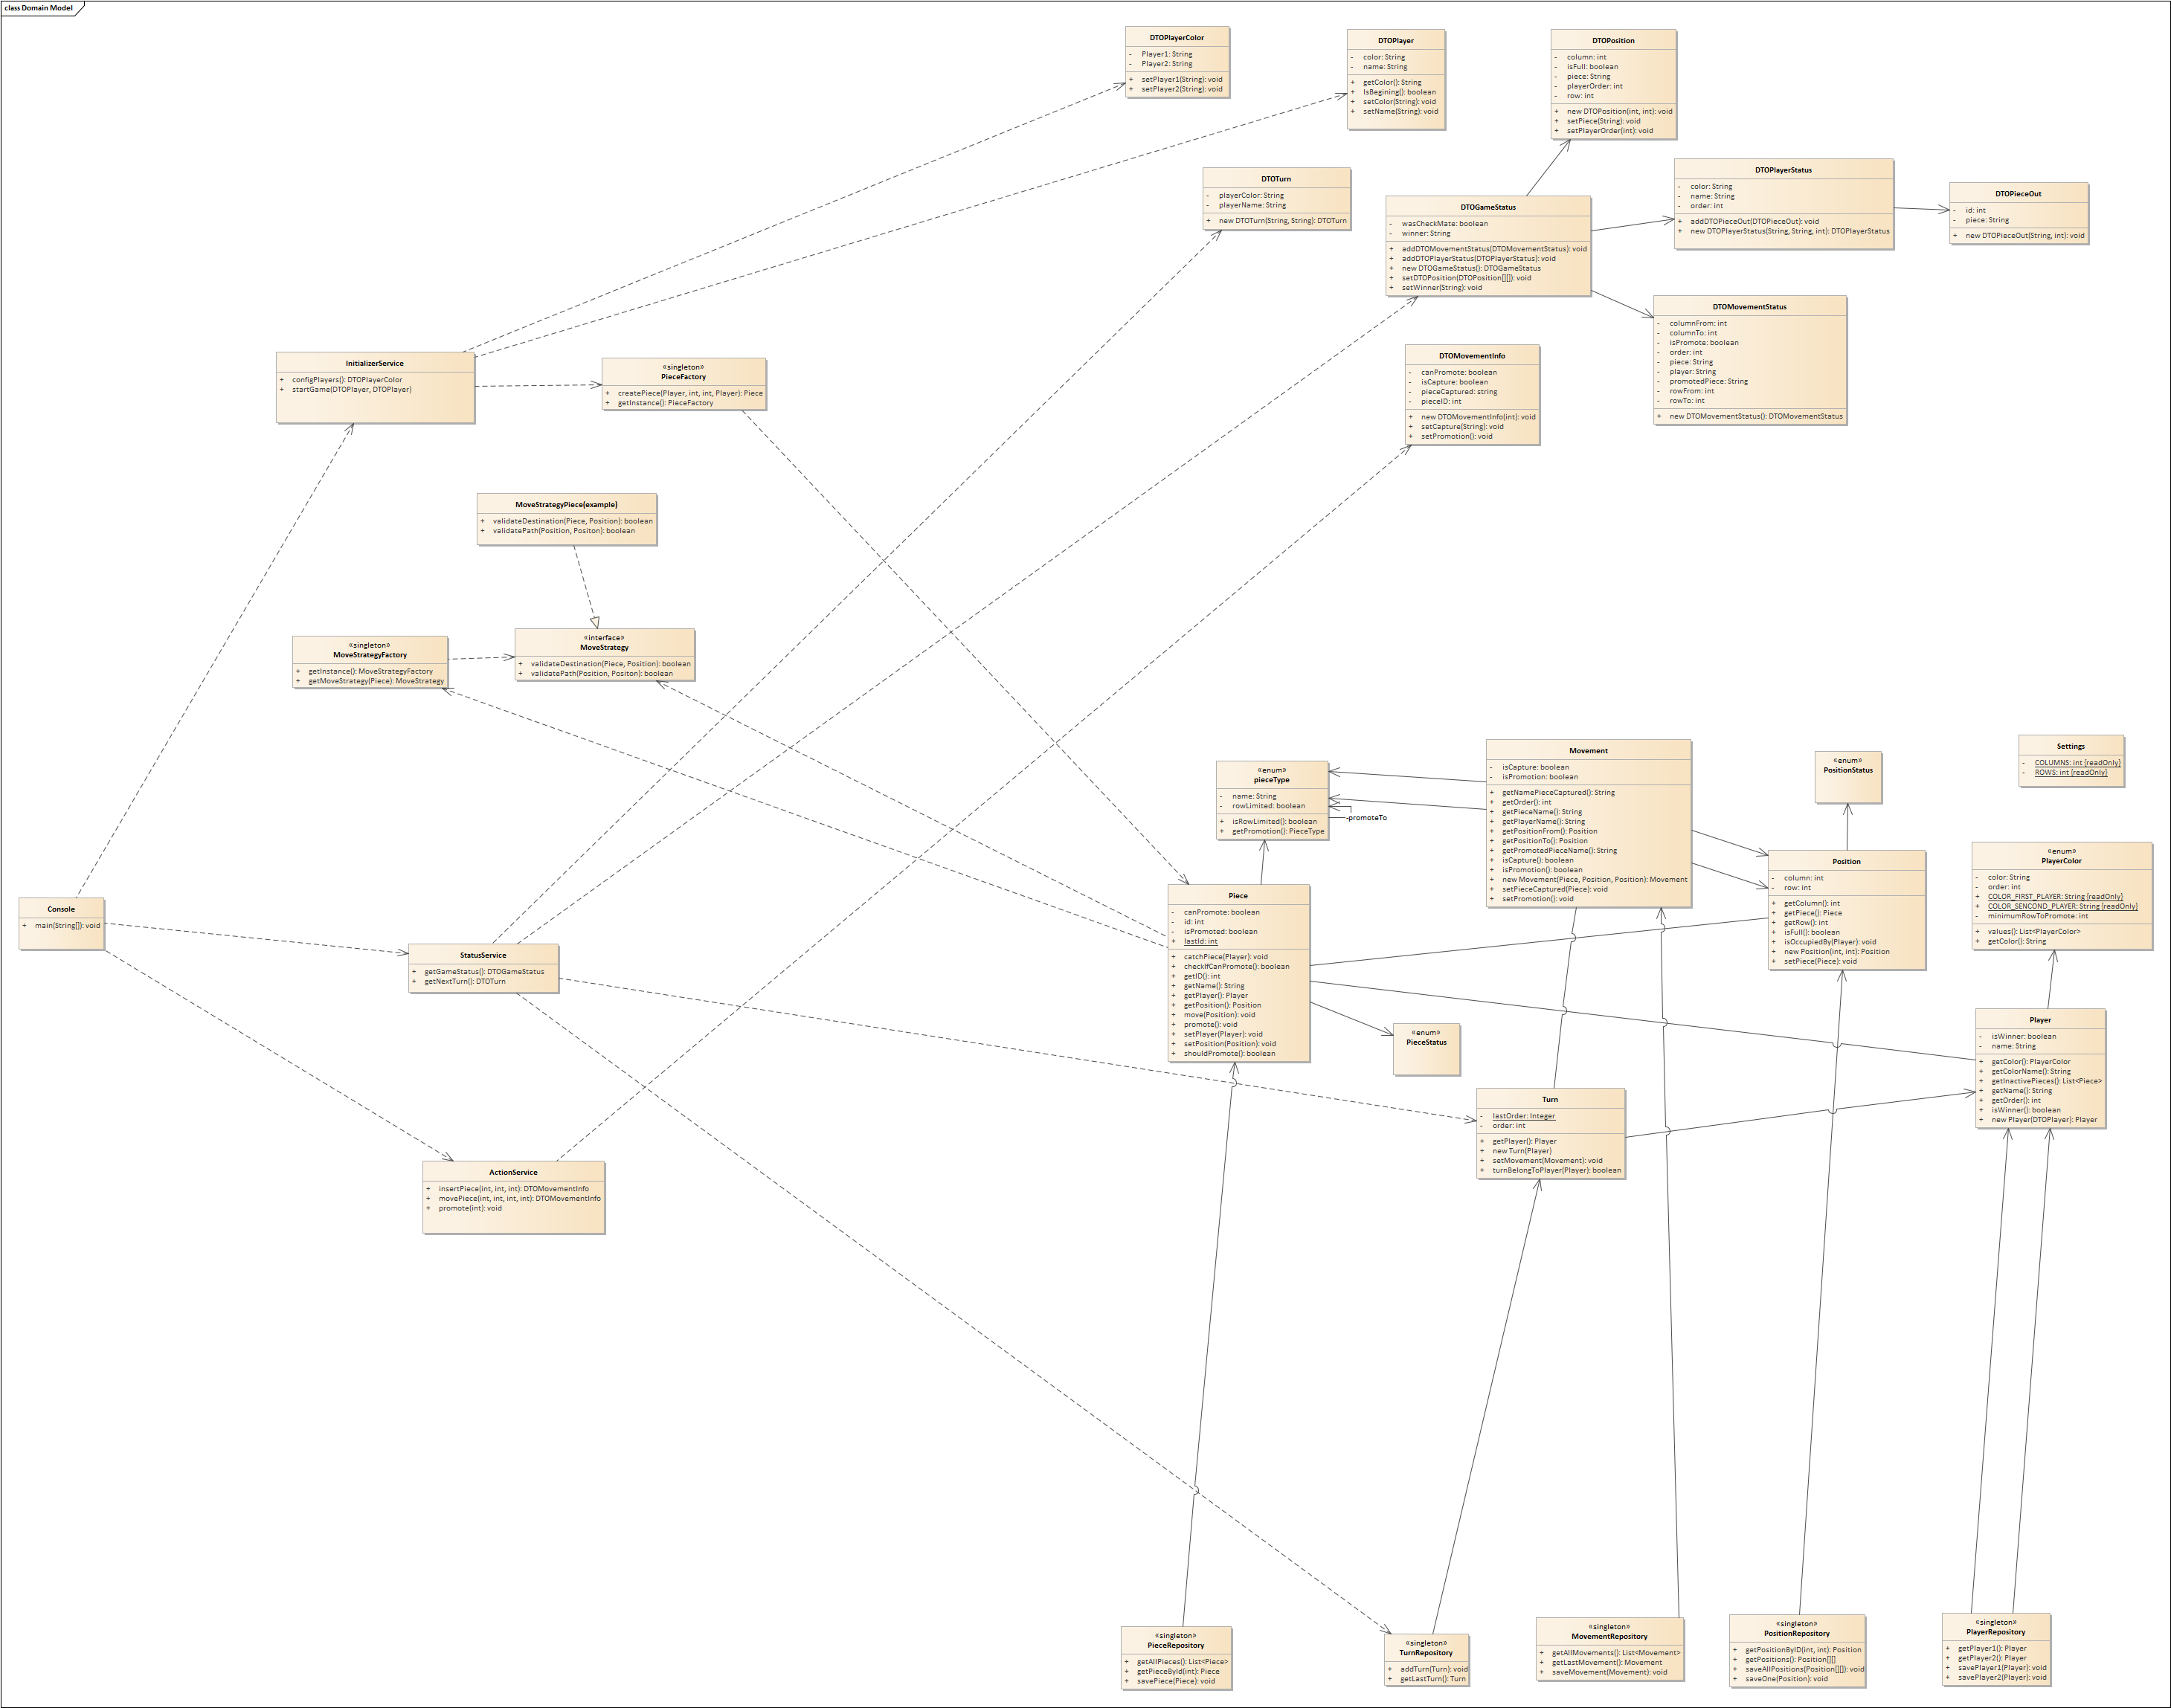 class Domain Model
DTOPlayerColor
- Player1: String
- Player2: String
+ setPlayer1(String): void
+ setPlayer2(String): void
DTOPlayer
- color: String
- name: String
+ getColor(): String
+ IsBegining(): boolean
+ setColor(String): void
+ setName(String): void
DTOPosition
- column: int
- isFull: boolean
- piece: String
- playerOrder: int
- row: int
+ new DTOPosition(int, int): void
+ setPiece(String): void
+ setPlayerOrder(int): void
DTOTurn
- playerColor: String
- playerName: String
+ new DTOTurn(String, String): DTOTurn
DTOGameStatus
- wasCheckMate: boolean
- winner: String
+ addDTOMovementStatus(DTOMovementStatus): void
+ addDTOPlayerStatus(DTOPlayerStatus): void
+ new DTOGameStatus(): DTOGameStatus
+ setDTOPosition(DTOPosition[][]): void
+ setWinner(String): void
DTOPlayerStatus
- color: String
- name: String
- order: int
+ addDTOPieceOut(DTOPieceOut): void
+ new DTOPlayerStatus(String, String, int): DTOPlayerStatus
DTOPieceOut
- id: int
- piece: String
+ new DTOPieceOut(String, int): void
DTOMovementStatus
- columnFrom: int
- columnTo: int
- isPromote: boolean
- order: int
- piece: String
- player: String
- promotedPiece: String
- rowFrom: int
- rowTo: int
+ new DTOMovementStatus(): DTOMovementStatus
DTOMovementInfo
- canPromote: boolean
- isCapture: boolean
- pieceCaptured: string
- pieceID: int
+ new DTOMovementInfo(int): void
+ setCapture(String): void
+ setPromotion(): void
InitializerService
+ configPlayers(): DTOPlayerColor
+ startGame(DTOPlayer, DTOPlayer)
«singleton»
PieceFactory
+ createPiece(Player, int, int, Player): Piece
+ getInstance(): PieceFactory
MoveStrategyPiece(example)
+ validateDestination(Piece, Position): boolean
+ validatePath(Position, Positon): boolean
«singleton»
MoveStrategyFactory
+ getInstance(): MoveStrategyFactory
+ getMoveStrategy(Piece): MoveStrategy
«interface»
MoveStrategy
+ validateDestination(Piece, Position): boolean
+ validatePath(Position, Positon): boolean
«enum»
pieceType
- name: String
- rowLimited: boolean
+ isRowLimited(): boolean
+ getPromotion(): PieceType
-promoteTo
Movement
- isCapture: boolean
- isPromotion: boolean
+ getNamePieceCaptured(): String
+ getOrder(): int
+ getPieceName(): String
+ getPlayerName(): String
+ getPositionFrom(): Position
+ getPositionTo(): Position
+ getPromotedPieceName(): String
+ isCapture(): boolean
+ isPromotion(): boolean
+ new Movement(Piece, Position, Position): Movement
+ setPieceCaptured(Piece): void
+ setPromotion(): void
«enum»
PositionStatus
Settings
- COLUMNS: int {readOnly}
- ROWS: int {readOnly}
Position
- column: int
- row: int
+ getColumn(): int
+ getPiece(): Piece
+ getRow(): int
+ isFull(): boolean
+ isOccupiedBy(Player): void
+ new Position(int, int): Position
+ setPiece(Piece): void
«enum»
PlayerColor
- color: String
- order: int
+ COLOR_FIRST_PLAYER: String {readOnly}
+ COLOR_SENCOND_PLAYER: String {readOnly}
- minimumRowToPromote: int
+ values(): List<PlayerColor>
+ getColor(): String
Piece
- canPromote: boolean
- id: int
- isPromoted: boolean
+ lastId: int
+ catchPiece(Player): void
+ checkIfCanPromote(): boolean
+ getID(): int
+ getName(): String
+ getPlayer(): Player
+ getPosition(): Position
+ move(Position): void
+ promote(): void
+ setPlayer(Player): void
+ setPosition(Position): void
+ shouldPromote(): boolean
Console
+ main(String[]): void
StatusService
+ getGameStatus(): DTOGameStatus
+ getNextTurn(): DTOTurn
«enum»
PieceStatus
Player
- isWinner: boolean
- name: String
+ getColor(): PlayerColor
+ getColorName(): String
+ getInactivePieces(): List<Piece>
+ getName(): String
+ getOrder(): int
+ isWinner(): boolean
+ new Player(DTOPlayer): Player
Turn
- lastOrder: Integer
- order: int
+ getPlayer(): Player
+ new Turn(Player)
+ setMovement(Movement): void
+ turnBelongToPlayer(Player): boolean
ActionService
+ insertPiece(int, int, int): DTOMovementInfo
+ movePiece(int, int, int, int): DTOMovementInfo
+ promote(int): void
«singleton»
PieceRepository
+ getAllPieces(): List<Piece>
+ getPieceById(int): Piece
+ savePiece(Piece): void
«singleton»
TurnRepository
+ addTurn(Turn): void
+ getLastTurn(): Turn
«singleton»
MovementRepository
+ getAllMovements(): List<Movement>
+ getLastMovement(): Movement
+ saveMovement(Movement): void
«singleton»
PositionRepository
+ getPositionByID(int, int): Position
+ getPositions(): Position[][]
+ saveAllPositions(Position[][]): void
+ saveOne(Position): void
«singleton»
PlayerRepository
+ getPlayer1(): Player
+ getPlayer2(): Player
+ savePlayer1(Player): void
+ savePlayer2(Player): void